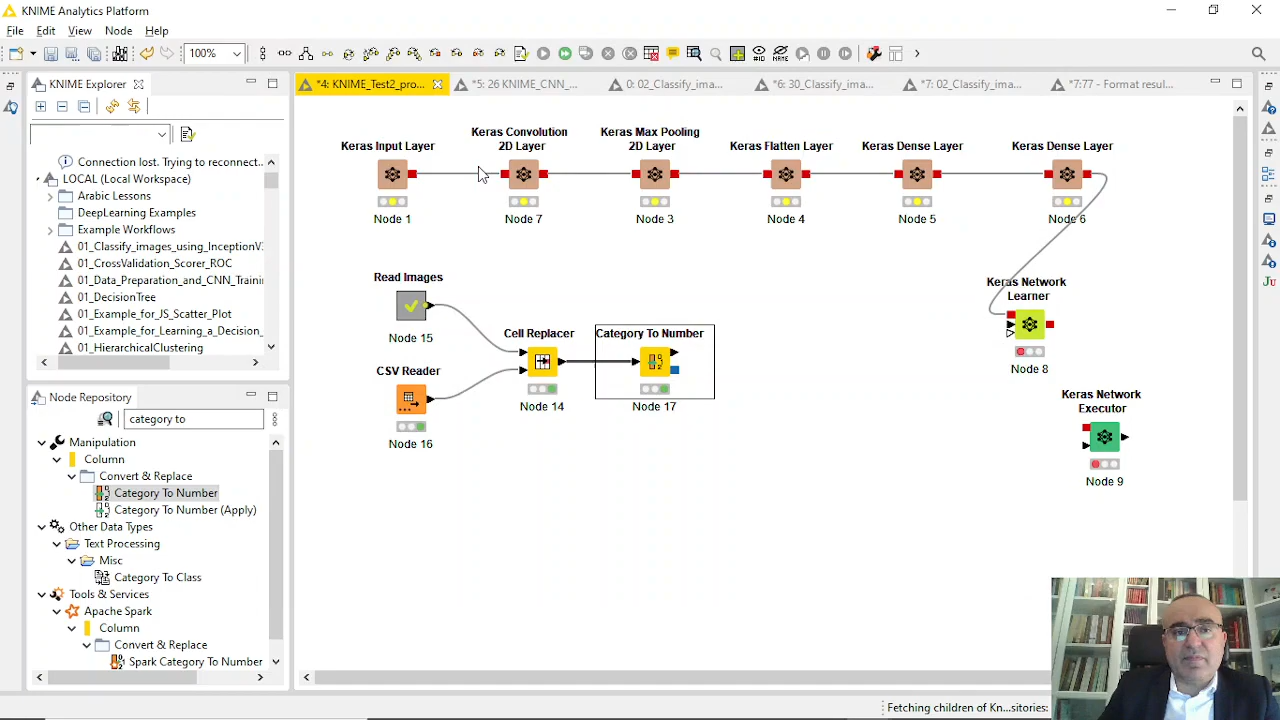 KNIME Analytics Platform
File Edit View Node Help
100%
KNIME Explorer
*4: KNIME_Test2_pro...
*5: 26 KNIME_CNN_...
0: 02_Classify_ima...
*6: 30_Classify_ima...
*7: 02_Classify_ima...
*7:77 - Format resul...
Connection lost. Trying to reconnect...
LOCAL (Local Workspace)
Arabic Lessons
DeepLearning Examples
Example Workflows
01_Classify_images_using_InceptionV
01_CrossValidation_Scorer_ROC
01_Data_Preparation_and_CNN_Trainin
01_DecisionTree
01_Example_for_JS_Scatter_Plot
01_Example_for_Learning_a_Decision_
01_HierarchicalClustering
Node Repository
category to
Manipulation
Column
Convert & Replace
Category To Number
Category To Number (Apply)
Other Data Types
Text Processing
Misc
Category To Class
Tools & Services
Apache Spark
Column
Convert & Replace
Spark Category To Number
Keras Input Layer
Node 1
Keras Convolution
2D Layer
Node 7
Keras Max Pooling
2D Layer
Node 3
Keras Flatten Layer
Node 4
Keras Dense Layer
Node 5
Keras Dense Layer
Node 6
Read Images
Node 15
CSV Reader
Node 16
Cell Replacer
Node 14
Category To Number
Node 17
Keras Network
Learner
Node 8
Keras Network
Executor
Node 9
Ju
Fetching children of Kn...sitories: